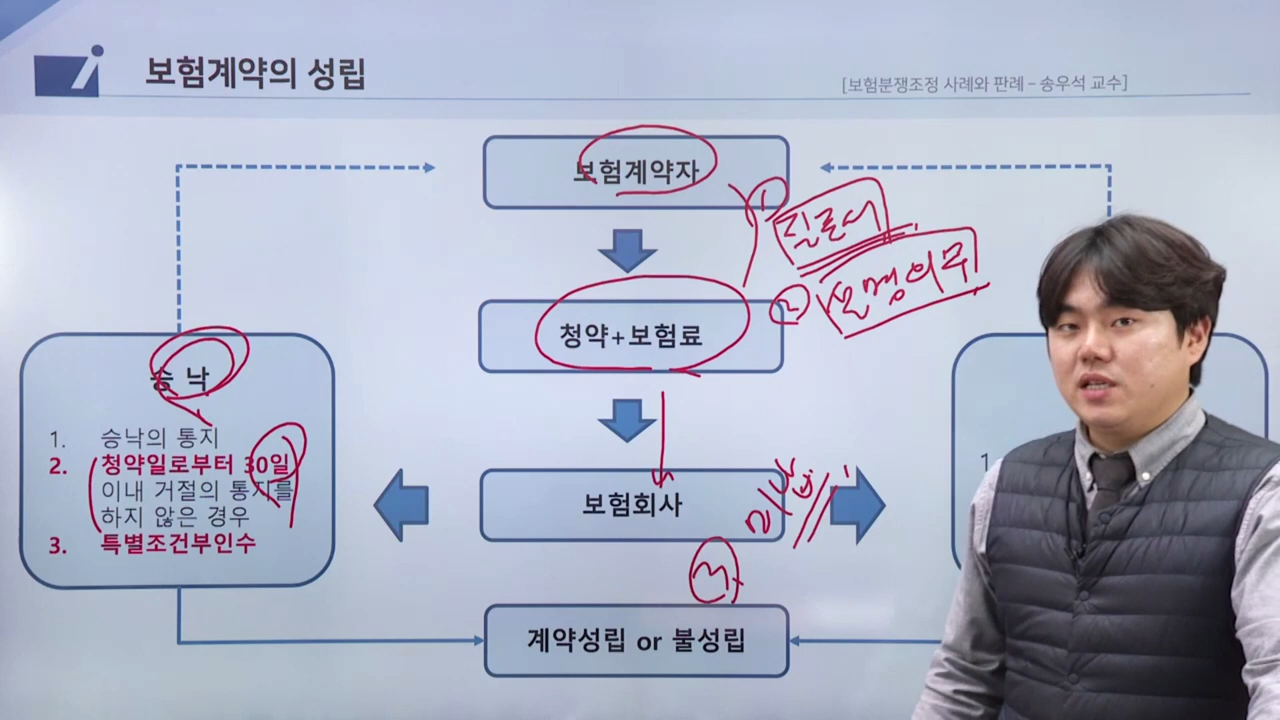 보험계약의 성립
[보험분쟁조정 사례와 판례 – 송우석 교수]
보험계약자
① 질문서
② 설명의무
청약+보험료
승 낙
1. 승낙의 통지
2. 청약일로부터 30일
이내 거절의 통지를
하지 않은 경우
3. 특별조건부인수
보험회사
1
계약성립 or 불성립